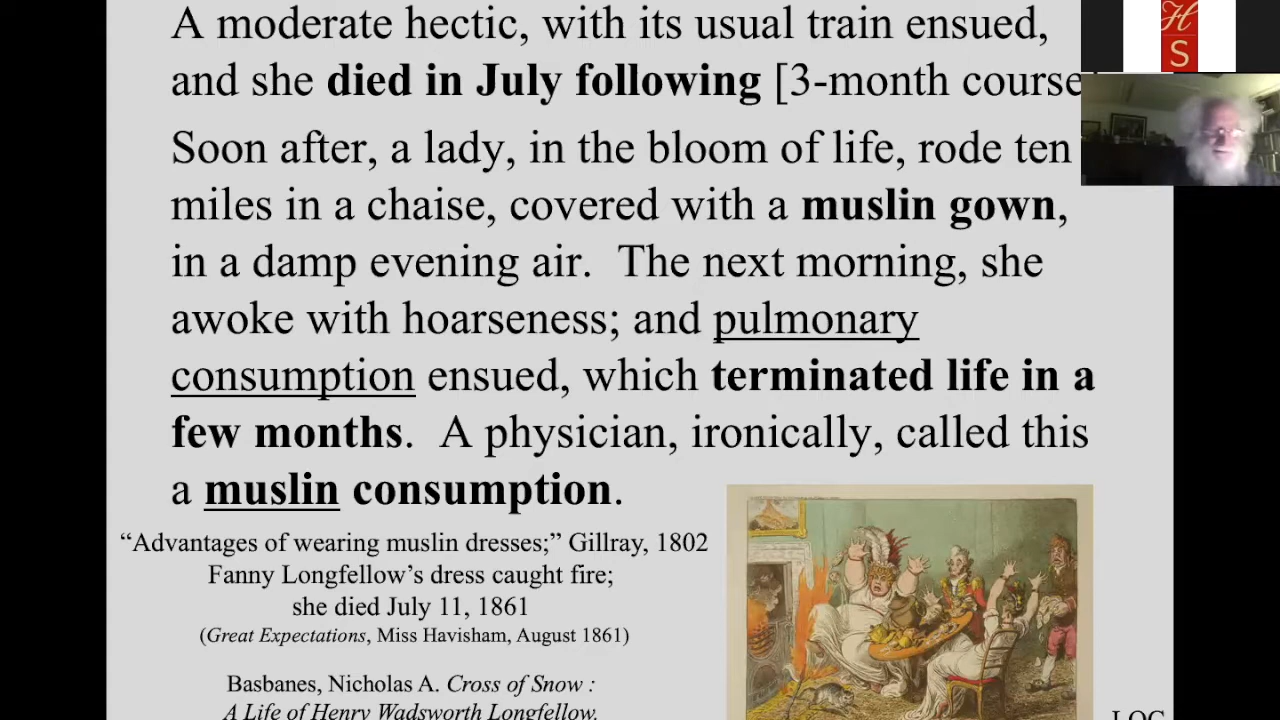 A moderate hectic, with its usual train ensued,
and she died in July following [3-month course
Soon after, a lady, in the bloom of life, rode ten
miles in a chaise, covered with a muslin gown,
in a damp evening air. The next morning, she
awoke with hoarseness; and pulmonary
consumption ensued, which terminated life in a
few months. A physician, ironically, called this
a muslin consumption.
“Advantages of wearing muslin dresses;” Gillray, 1802
Fanny Longfellow’s dress caught fire;
she died July 11, 1861
(Great Expectations, Miss Havisham, August 1861)
Basbanes, Nicholas A. Cross of Snow :
A Life of Henry Wadsworth Longfellow.
LOC
H
S